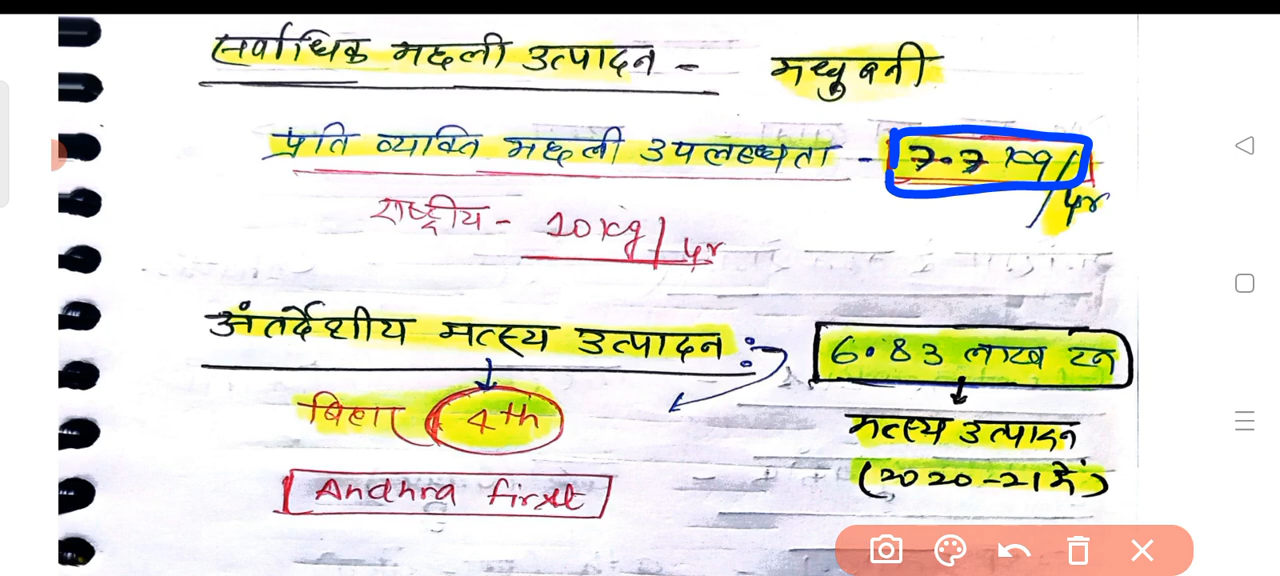 सर्वाधिक मछली उत्पादन - मधुबनी
प्रति व्यक्ति मछली उपलब्धता - 7.7 kg/
/yr
राष्ट्रीय - 10 kg/yr
अंतर्देशीय मत्स्य उत्पादन : 6.83 लाख टन
बिहार 4th
मत्स्य उत्पादन
(2020-21 में)
Andhra first